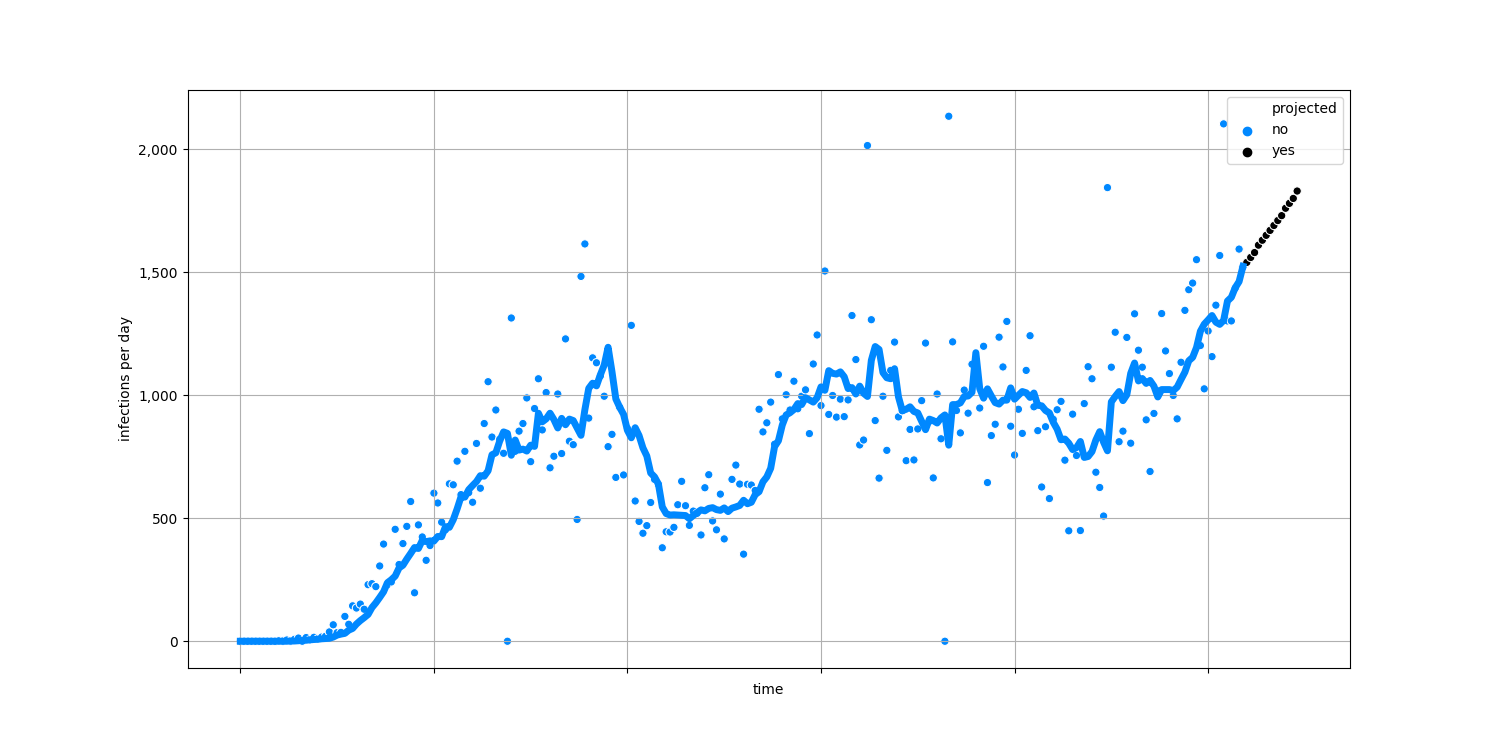 projected
no
yes
2,000
1,500
1,000
500
0
infections per day
time